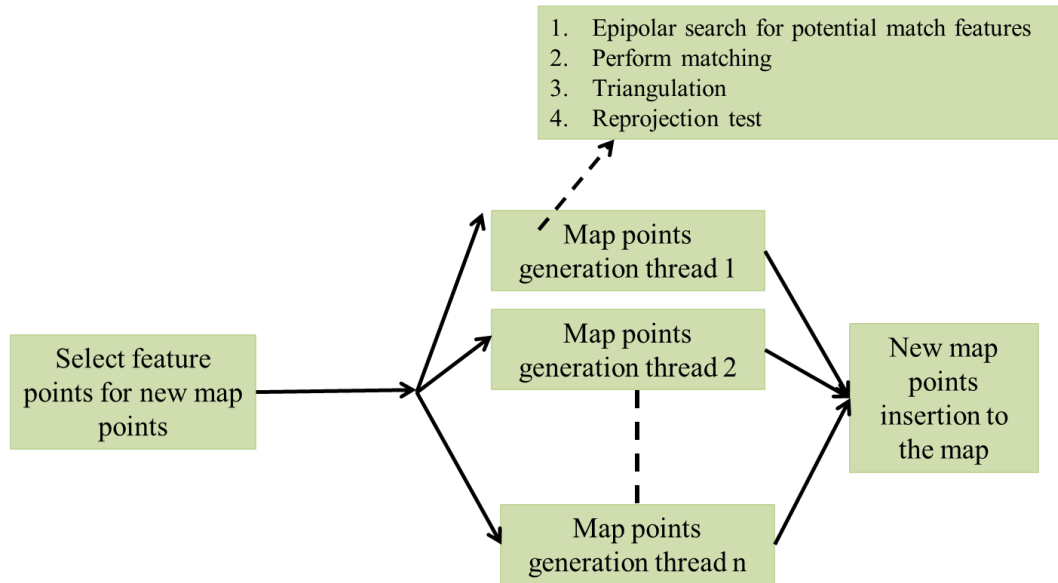 1. Epipolar search for potential match features
2. Perform matching
3. Triangulation
4. Reprojection test
Map points
generation thread 1
Select feature
points for new map
points
Map points
generation thread 2
New map
points
insertion to
the map
Map points
generation thread n